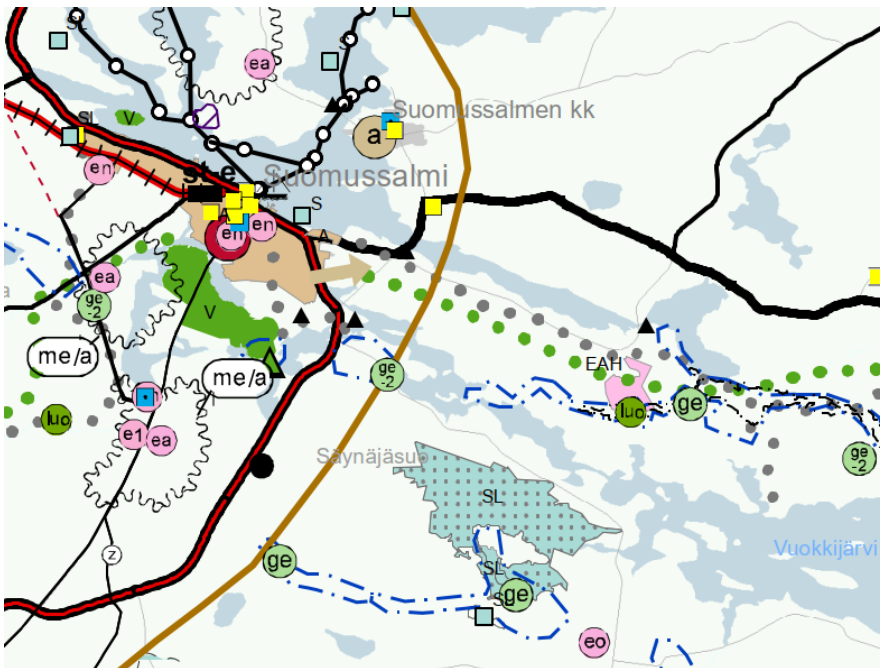 SL
S
ea
V
Suomussalmen kk
a
SL
en
st-e
Suomussalmi
S
A
en
en
A
ea
ge
-2
V
me/a
me/a
EAH
ge
-2
luo
luo
ge
e1
ea
Säynäjäsuo
ge
-2
SL
z
Vuokkijärvi
ge
SL
ge
eo